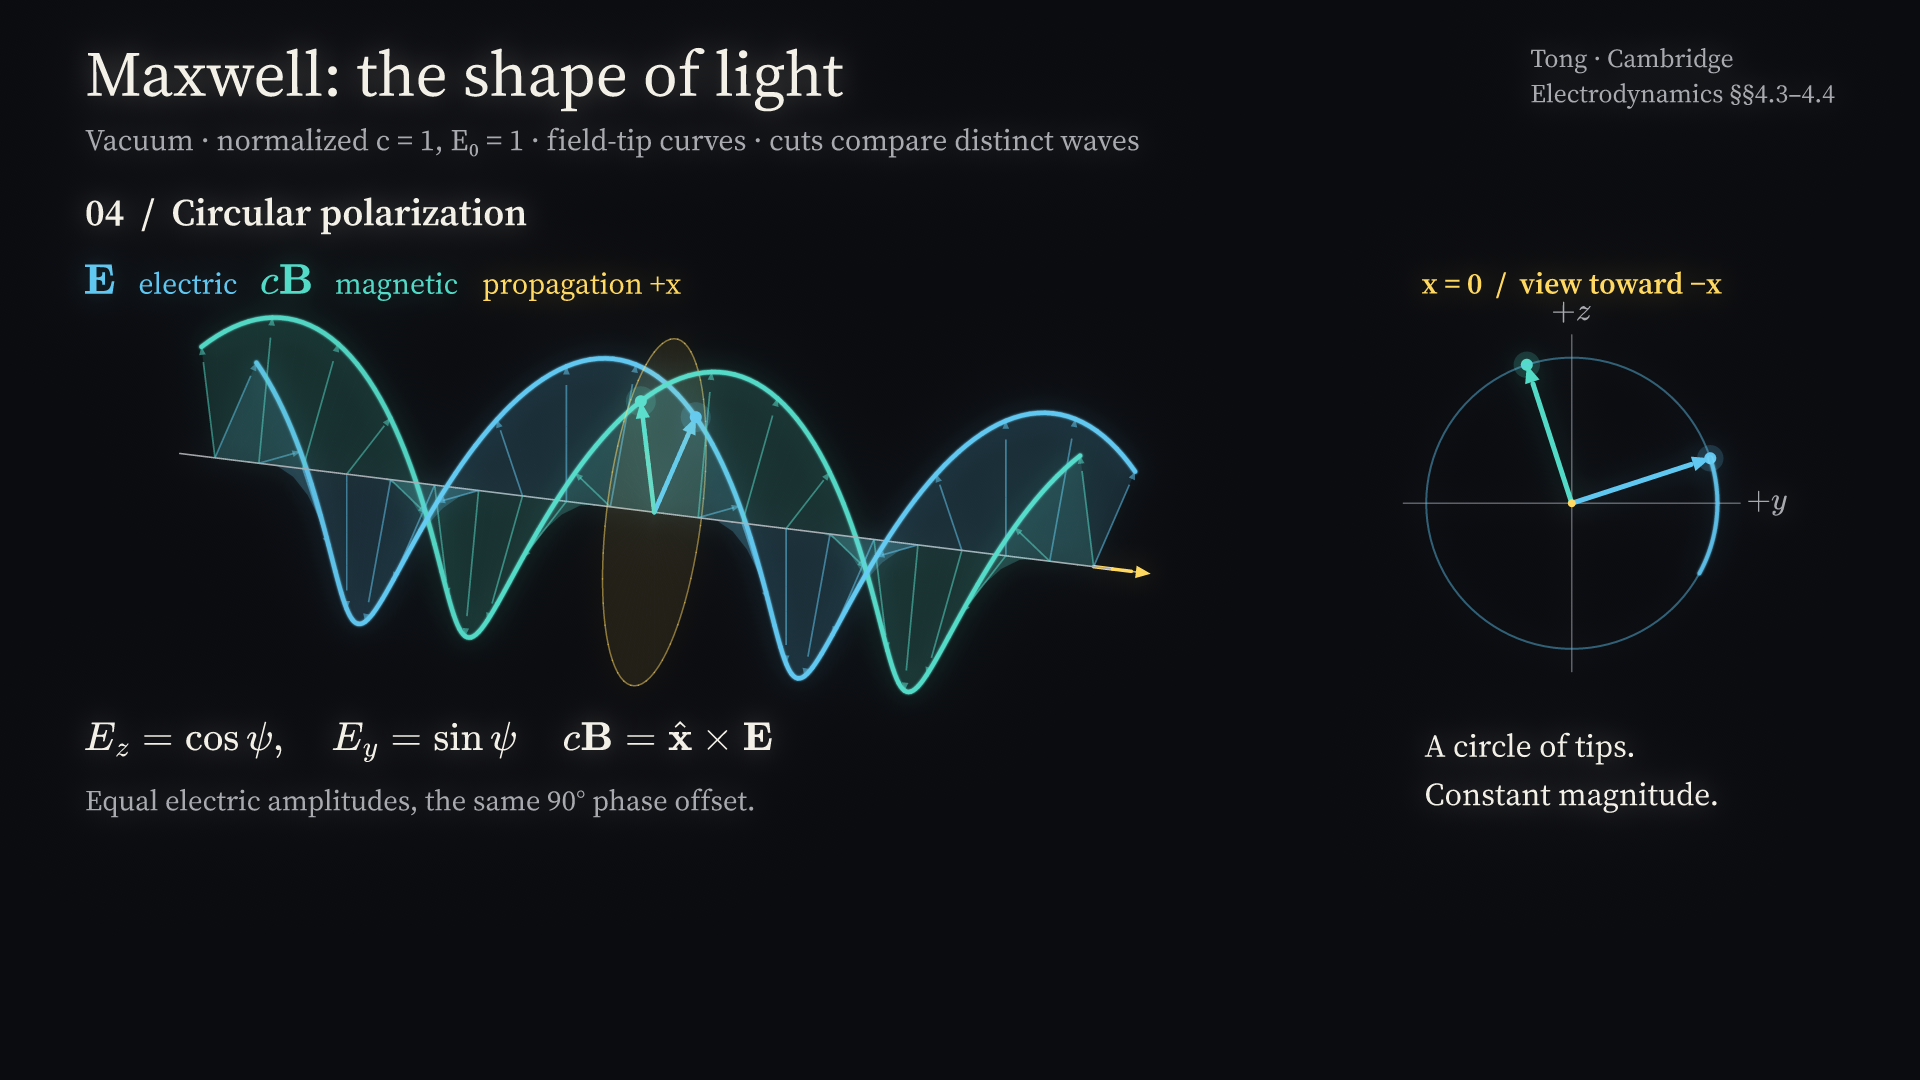 Maxwell: the shape of light
Tong · Cambridge
Electrodynamics §§4.3–4.4
Vacuum · normalized c = 1, E₀ = 1 · field-tip curves · cuts compare distinct waves
04 / Circular polarization
E electric cB magnetic propagation +x
x = 0 / view toward −x
+z
+y
E_z = cos ψ, E_y = sin ψ cB = x̂ × E
Equal electric amplitudes, the same 90° phase offset.
A circle of tips.
Constant magnitude.